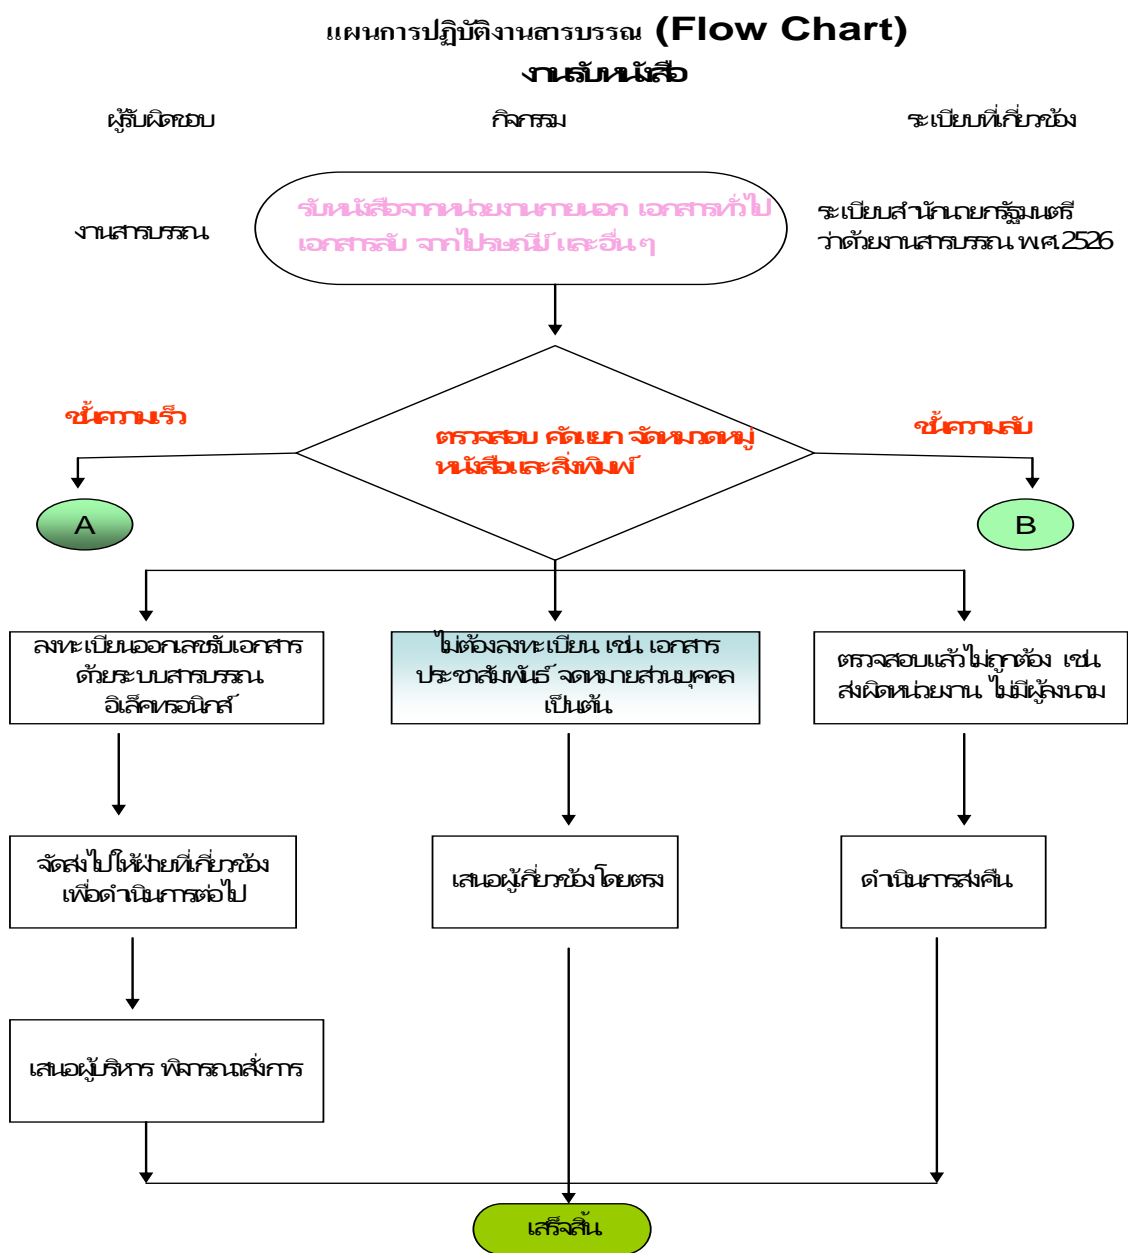 แผนการปฏิบัติงานสารบรรณ (Flow Chart)
งานรับหนังสือ
ผู้รับผิดชอบ กิจกรรม ระเบียบที่เกี่ยวข้อง
รับหนังสือจากหน่วยงานภายนอก เอกสารทั่วไป
เอกสารลับ จากไปรษณีย์ และอื่น ๆ
งานสารบรรณ
ระเบียบสำนักนายกรัฐมนตรี
ว่าด้วยงานสารบรรณ พ.ศ.2526
ชั้นความเร็ว
ตรวจสอบ คัดแยก จัดหมวดหมู่
หนังสือและสิ่งพิมพ์
ชั้นความลับ
A
B
ลงทะเบียนออกเลขรับเอกสาร
ด้วยระบบสารบรรณ
อิเล็คทรอนิกส์
ไม่ต้องลงทะเบียน เช่น เอกสาร
ประชาสัมพันธ์ จดหมายส่วนบุคคล
เป็นต้น
ตรวจสอบแล้วไม่ถูกต้อง เช่น
ส่งผิดหน่วยงาน ไม่มีผู้ลงนาม
จัดส่งไปให้ฝ่ายที่เกี่ยวข้อง
เพื่อดำเนินการต่อไป
เสนอผู้เกี่ยวข้องโดยตรง
ดำเนินการส่งคืน
เสนอผู้บริหาร พิจารณาสั่งการ
เสร็จสิ้น